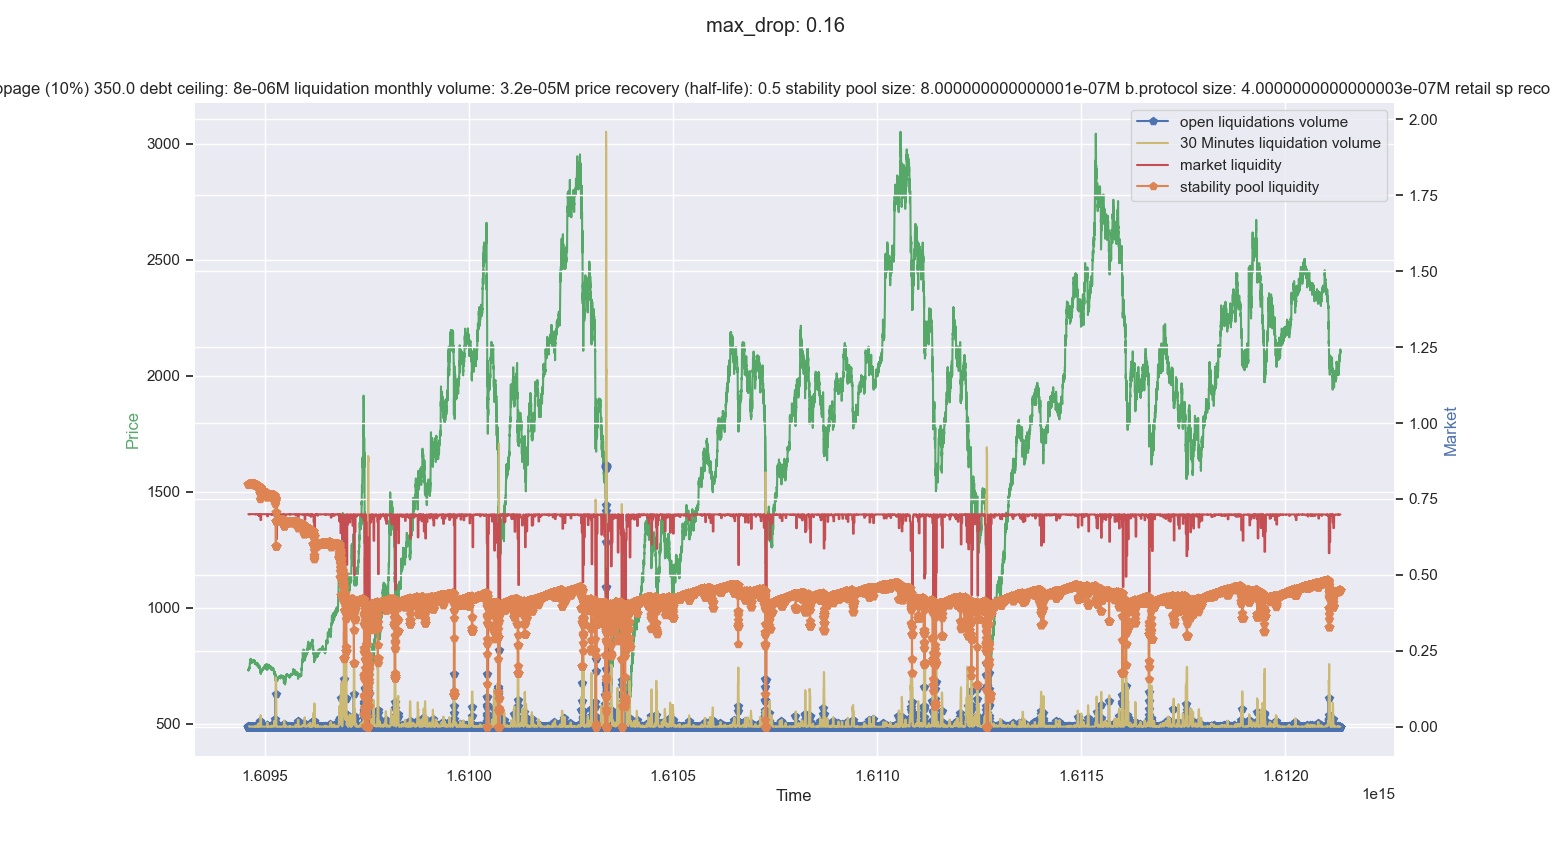 max_drop: 0.16
(10%) 350.0 debt ceiling: 8e-06M liquidation monthly volume: 3.2e-05M price recovery (half-life): 0.5 stability pool size: 8.000000000000001e-07M b.protocol size: 4.0000000000000003e-07M retail sp
open liquidations volume
30 Minutes liquidation volume
market liquidity
stability pool liquidity
3000
2500
2000
1500
1000
500
Price
2.00
1.75
1.50
1.25
1.00
0.75
0.50
0.25
0.00
Market
1.6095 1.6100 1.6105 1.6110 1.6115 1.6120
Time
1e15